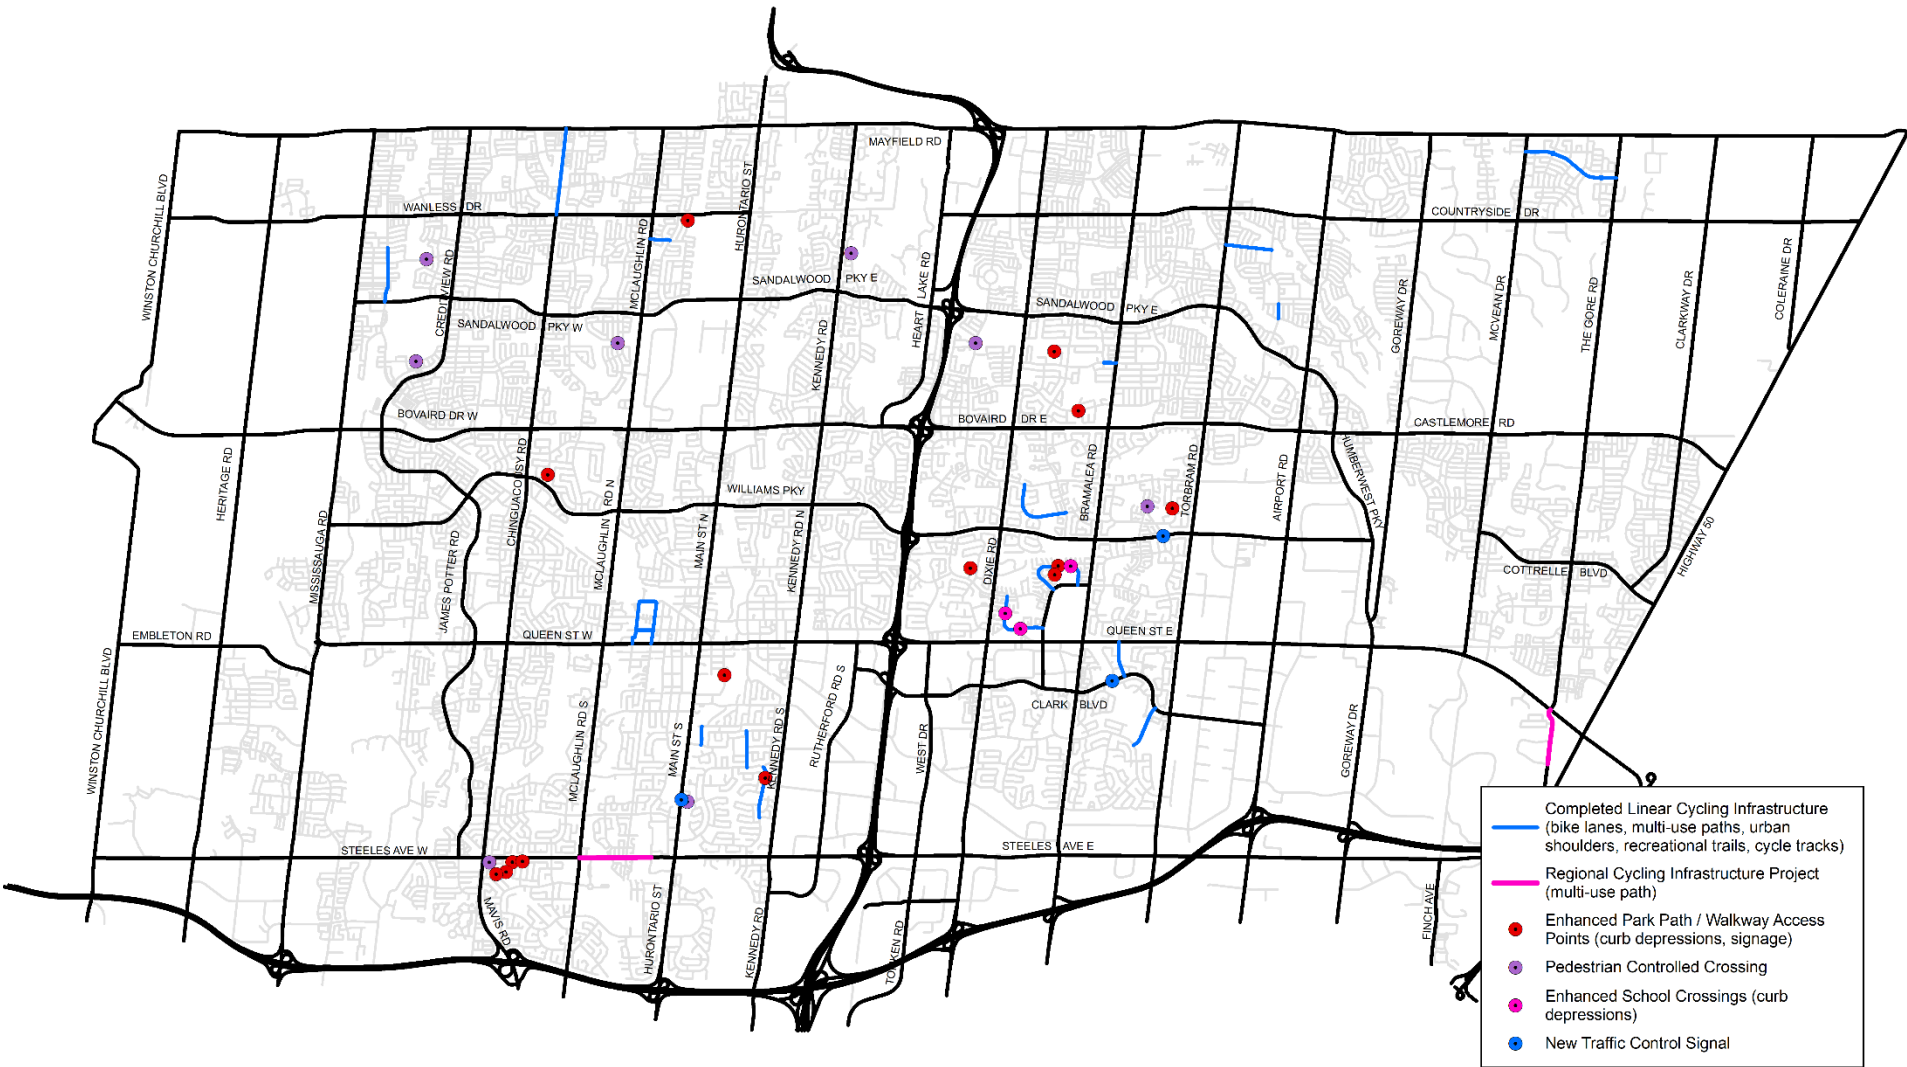 MAYFIELD RD
WINSTON CHURCHILL BLVD
WANLESS DR
HURONTARIO ST
COUNTRYSIDE DR
CREDITVIEW RD
MCLAUGHLIN RD
HEART LAKE RD
COLERAINE DR
SANDALWOOD PKY E
SANDALWOOD PKY E
SANDALWOOD PKY W
KENNEDY RD
GOREWAY DR
MCVEAN DR
THE GORE RD
CLARKWAY DR
BOVAIRD DR W
BOVAIRD DR E
CASTLEMORE RD
HERITAGE RD
CHINGUACOUSY RD
WILLIAMS PKY
BRAMALEA RD
TORBRAM RD
AIRPORT RD
HUMBERWEST PKY
MISSISSAUGA RD
JAMES POTTER RD
MCLAUGHLIN RD N
MAIN ST N
KENNEDY RD N
DIXIE RD
COTTRELLE BLVD
HIGHWAY 50
EMBLETON RD
QUEEN ST W
QUEEN ST E
WINSTON CHURCHILL BLVD
MCLAUGHLIN RD S
MAIN ST S
KENNEDY RD S
RUTHERFORD RD S
WEST DR
CLARK BLVD
GOREWAY DR
STEELES AVE W
STEELES AVE E
MAVIS RD
HURONTARIO ST
KENNEDY RD
TOMKEN RD
FINCH AVE
Completed Linear Cycling Infrastructure
(bike lanes, multi-use paths, urban
shoulders, recreational trails, cycle tracks)
Regional Cycling Infrastructure Project
(multi-use path)
Enhanced Park Path / Walkway Access
Points (curb depressions, signage)
Pedestrian Controlled Crossing
Enhanced School Crossings (curb
depressions)
New Traffic Control Signal